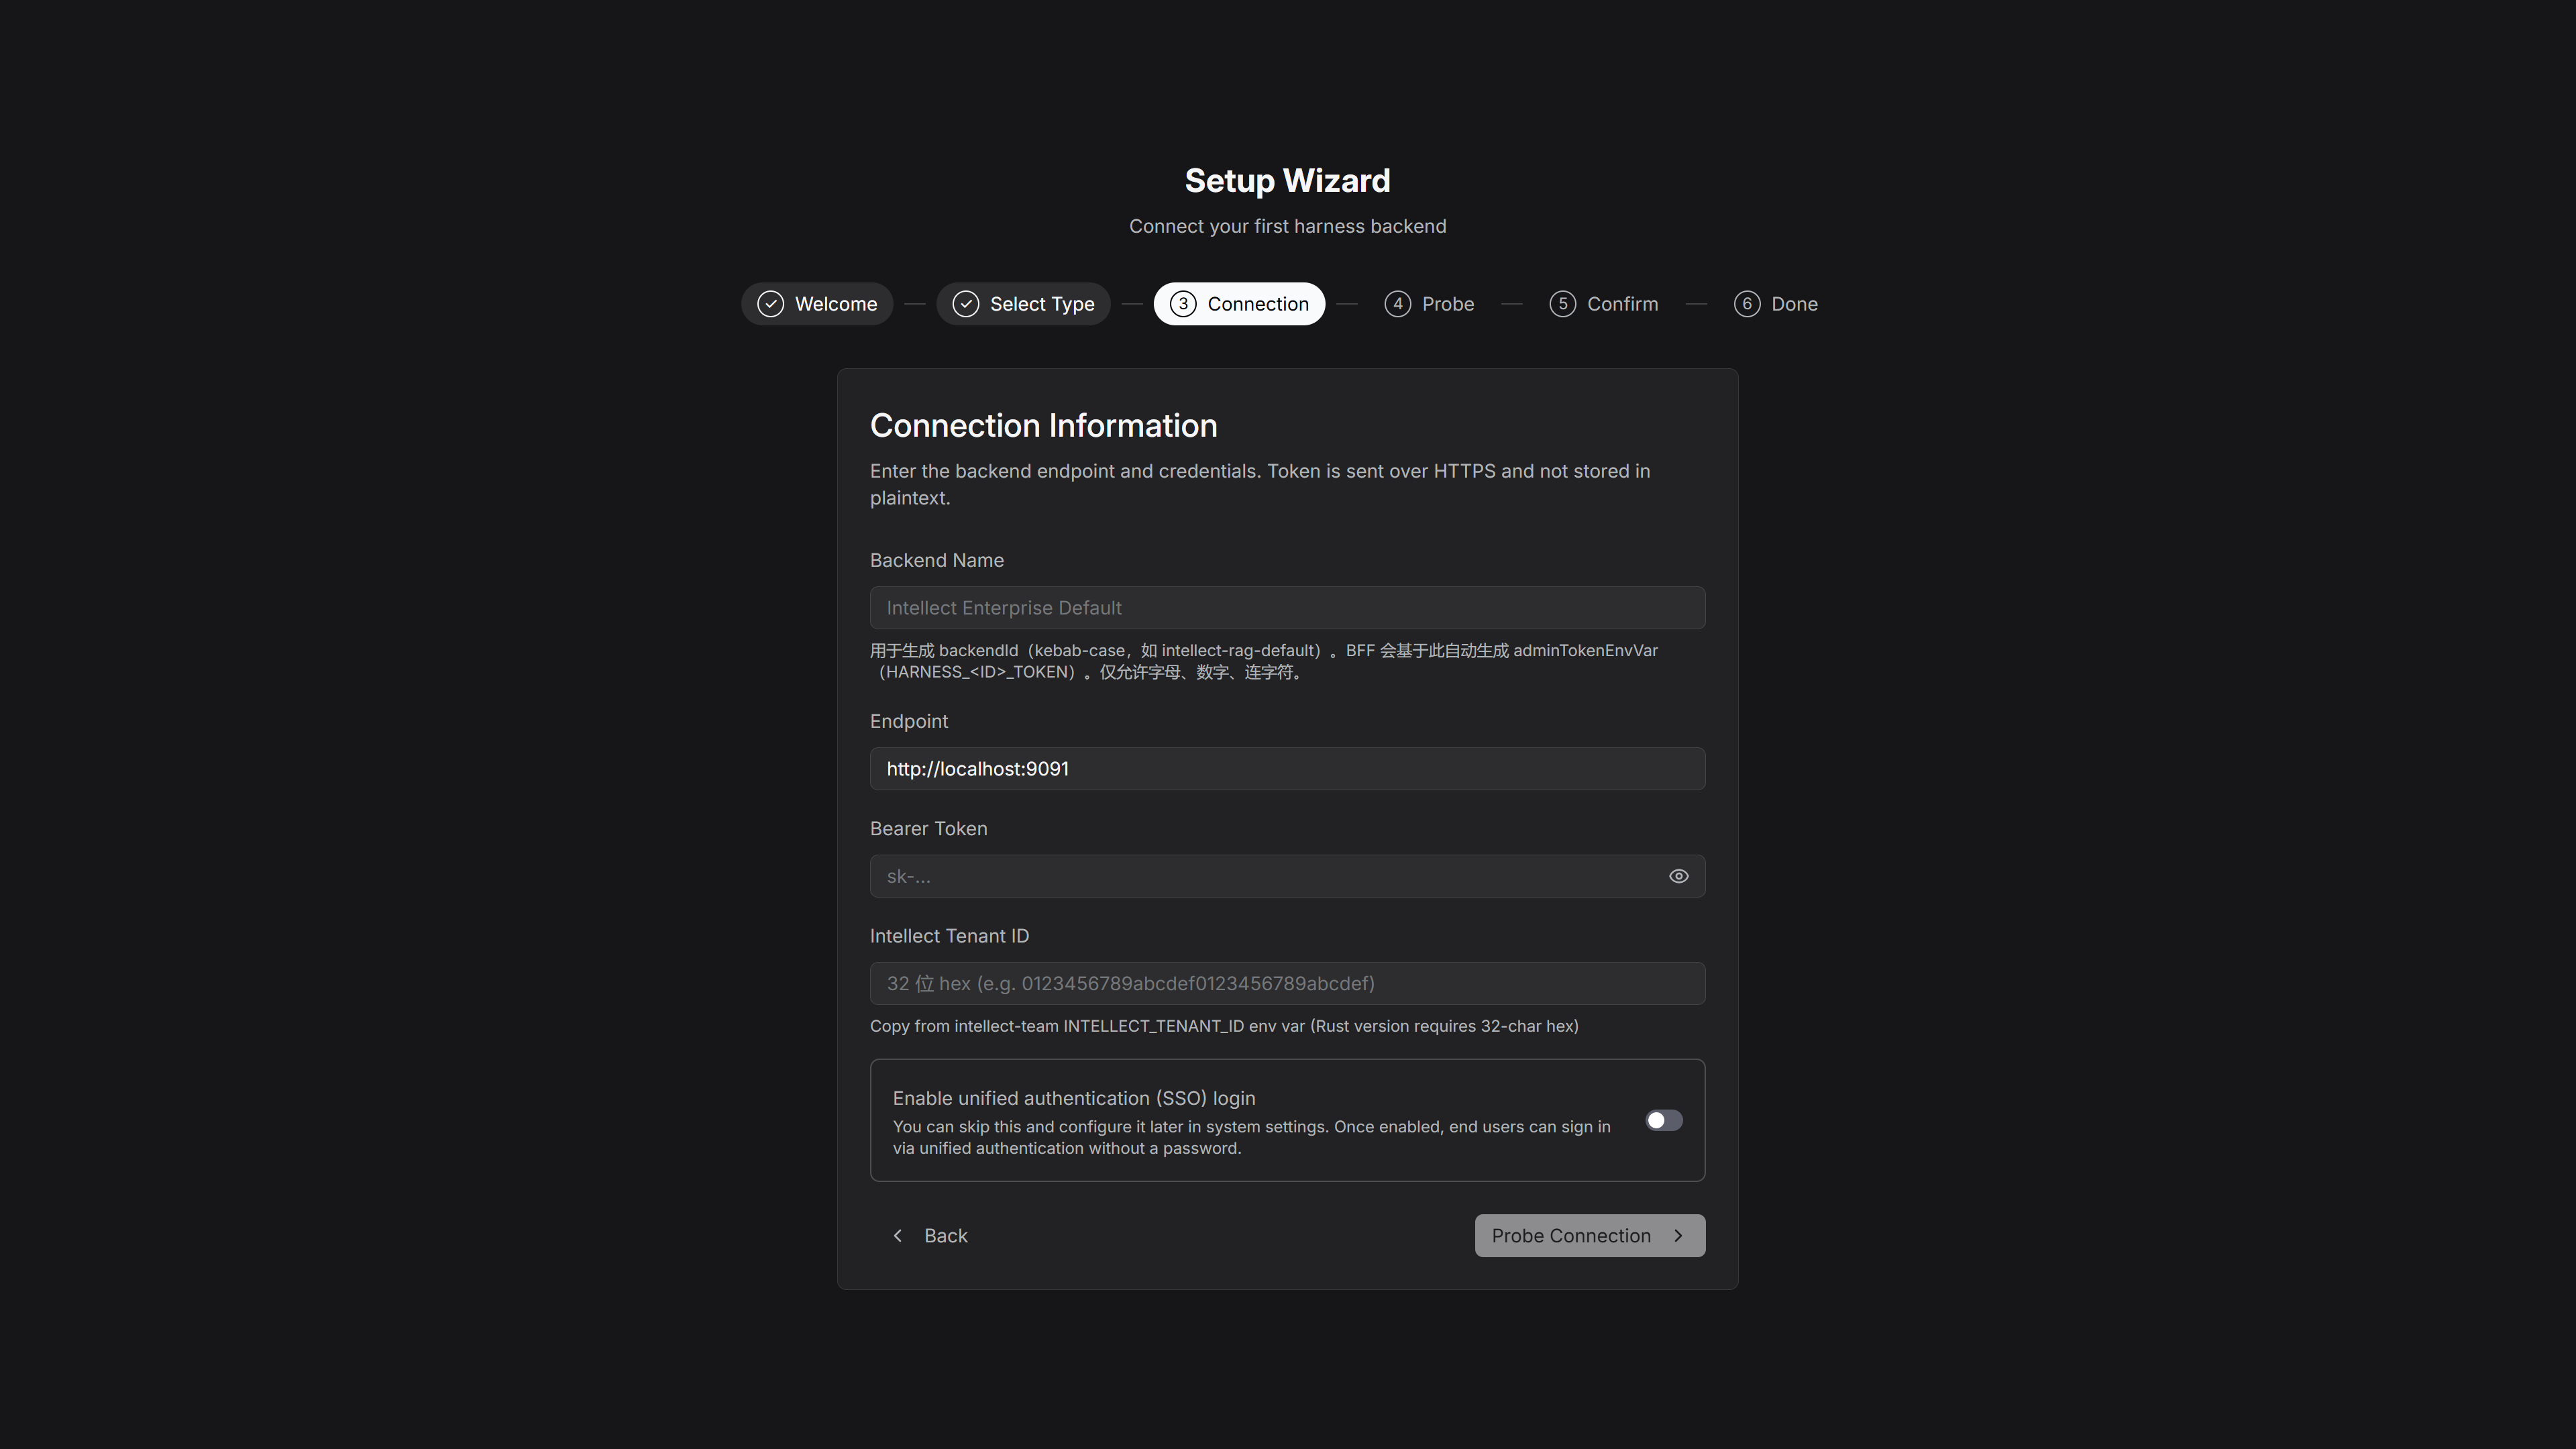 Setup Wizard
Connect your first harness backend
Welcome
Select Type
3 Connection
4 Probe
5 Confirm
6 Done
Connection Information
Enter the backend endpoint and credentials. Token is sent over HTTPS and not stored in
plaintext.
Backend Name
Intellect Enterprise Default
用于生成 backendId（kebab-case，如 intellect-rag-default）。BFF 会基于此自动生成 adminTokenEnvVar
（HARNESS_<ID>_TOKEN）。仅允许字母、数字、连字符。
Endpoint
http://localhost:9091
Bearer Token
sk-...
Intellect Tenant ID
32 位 hex (e.g. 0123456789abcdef0123456789abcdef)
Copy from intellect-team INTELLECT_TENANT_ID env var (Rust version requires 32-char hex)
Enable unified authentication (SSO) login
You can skip this and configure it later in system settings. Once enabled, end users can sign in
via unified authentication without a password.
Back
Probe Connection